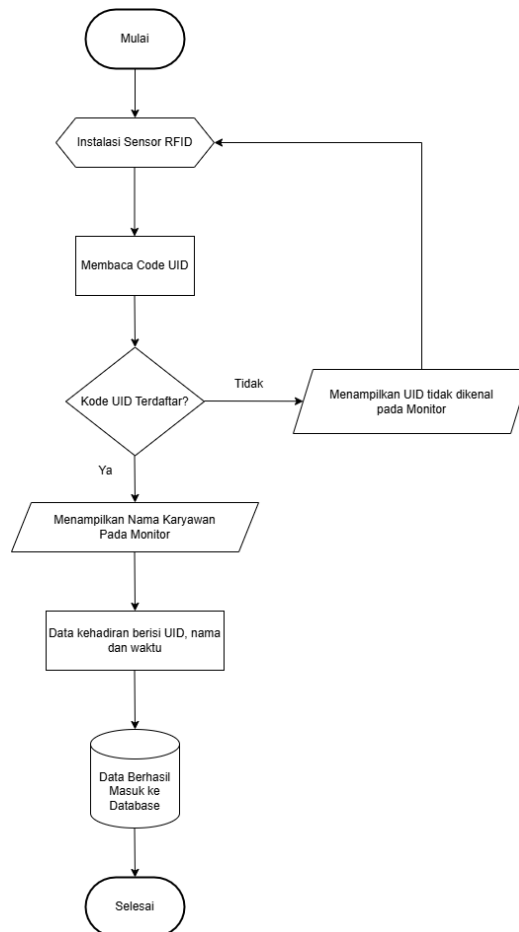 Mulai
Instalasi Sensor RFID
Membaca Code UID
Kode UID Terdaftar?
Tidak
Menampilkan UID tidak dikenal
pada Monitor
Ya
Menampilkan Nama Karyawan
Pada Monitor
Data kehadiran berisi UID, nama
dan waktu
Data Berhasil
Masuk ke
Database
Selesai